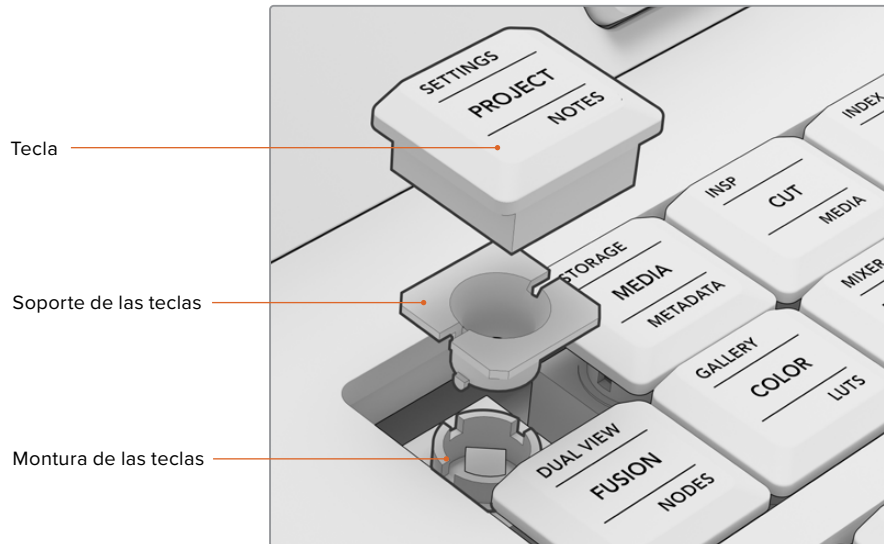 Tecla
Soporte de las teclas
Montura de las teclas
SETTINGS
PROJECT
NOTES
STORAGE
MEDIA
METADATA
INSP
CUT
MEDIA
INDEX
DUAL VIEW
FUSION
NODES
GALLERY
COLOR
LUTS
MIXER